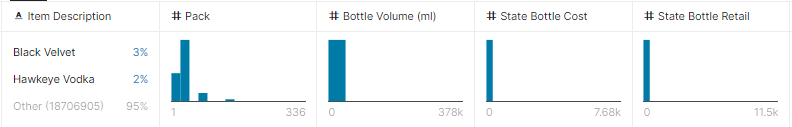 A Item Description
# Pack
# Bottle Volume (ml)
# State Bottle Cost
# State Bottle Retail
Black Velvet 3%
Hawkeye Vodka 2%
Other (18706905) 95%
1 336
0 378k
0 7.68k
0 11.5k